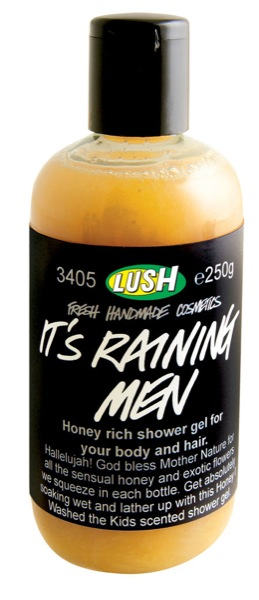 3405 LUSH e250g
FRESH HANDMADE COSMETICS
IT'S RAINING
MEN
Honey rich shower gel for
your body and hair.
Hallelujah! God bless Mother Nature for
all the sensual honey and exotic flowers
we squeeze in each bottle. Get absolutely
soaking wet and lather up with this Honey
Washed the Kids scented shower gel.